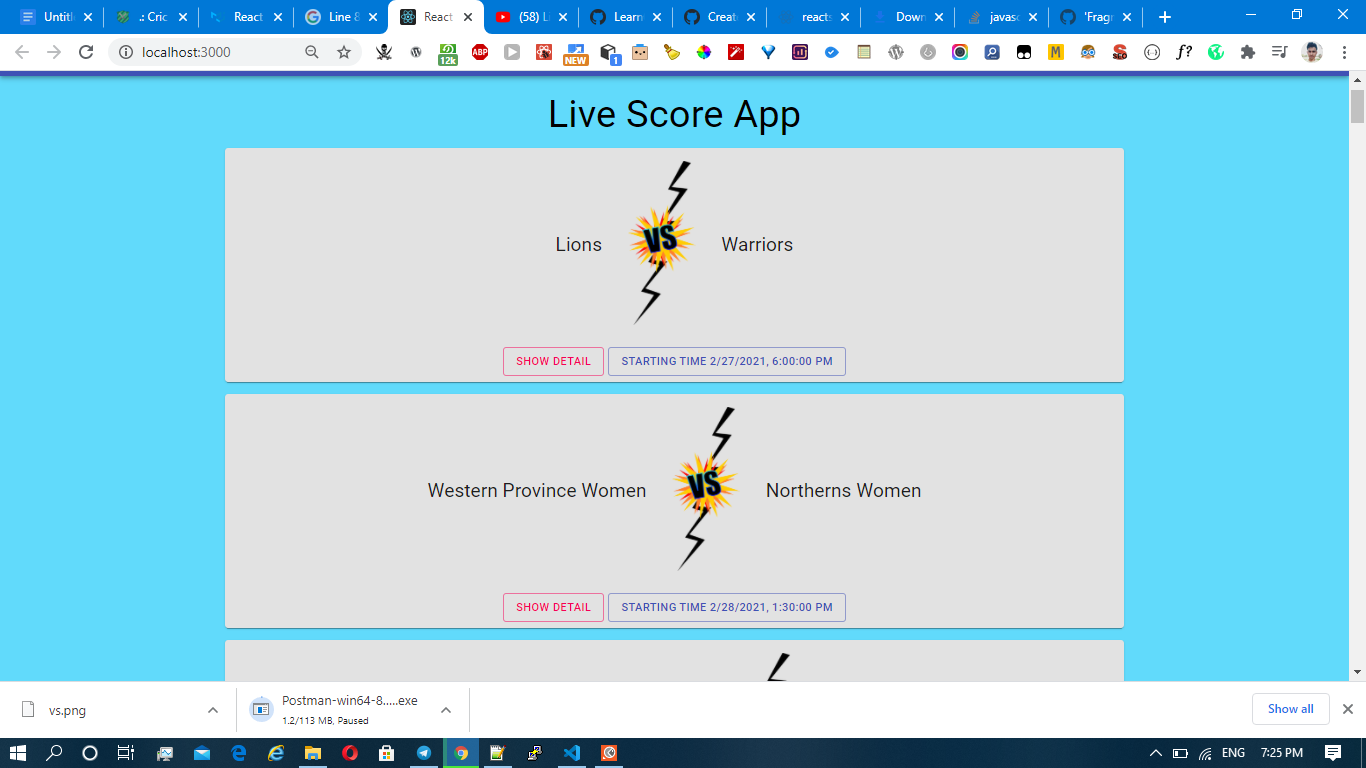 Untitl
.: Cric
React
Line 8
React
(58) Li
Learn
Creat
react
Down
javasc
'Fragr
localhost:3000
12k
ABP
NEW
1
M
SEO
f?
Live Score App
Lions
VS
Warriors
SHOW DETAIL
STARTING TIME 2/27/2021, 6:00:00 PM
Western Province Women
VS
Northerns Women
SHOW DETAIL
STARTING TIME 2/28/2021, 1:30:00 PM
vs.png
Postman-win64-8.....exe
1.2/113 MB, Paused
Show all
ENG
7:25 PM